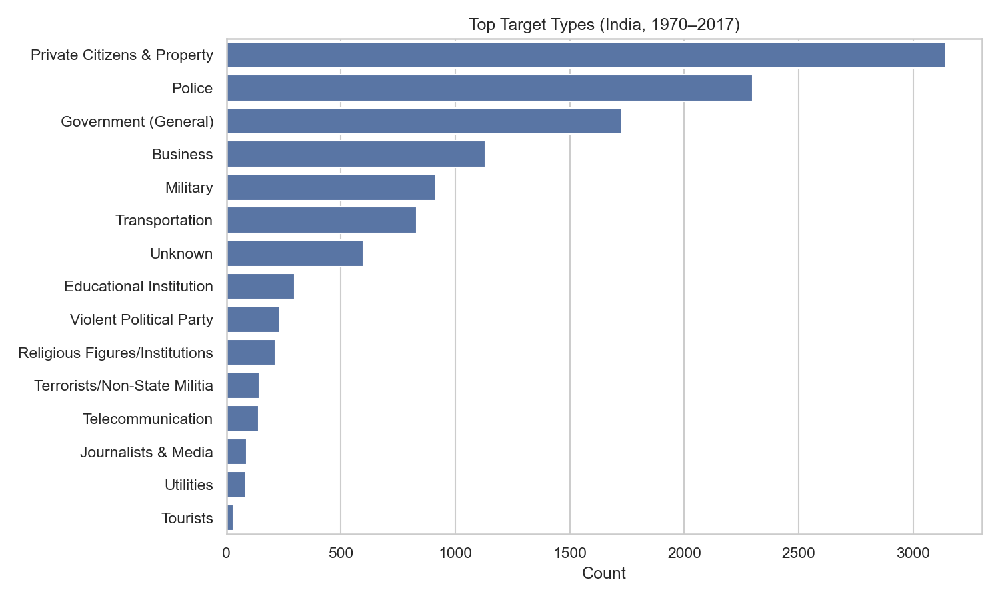 Top Target Types (India, 1970–2017)
Private Citizens & Property
Police
Government (General)
Business
Military
Transportation
Unknown
Educational Institution
Violent Political Party
Religious Figures/Institutions
Terrorists/Non-State Militia
Telecommunication
Journalists & Media
Utilities
Tourists
0 500 1000 1500 2000 2500 3000
Count